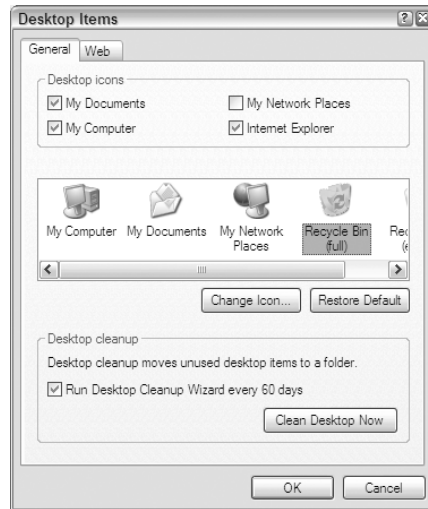 Desktop Items
General Web
Desktop icons
My Documents My Network Places
My Computer Internet Explorer
My Computer My Documents My Network Places Recycle Bin (full)
Change Icon... Restore Default
Desktop cleanup
Desktop cleanup moves unused desktop items to a folder.
Run Desktop Cleanup Wizard every 60 days
Clean Desktop Now
OK Cancel